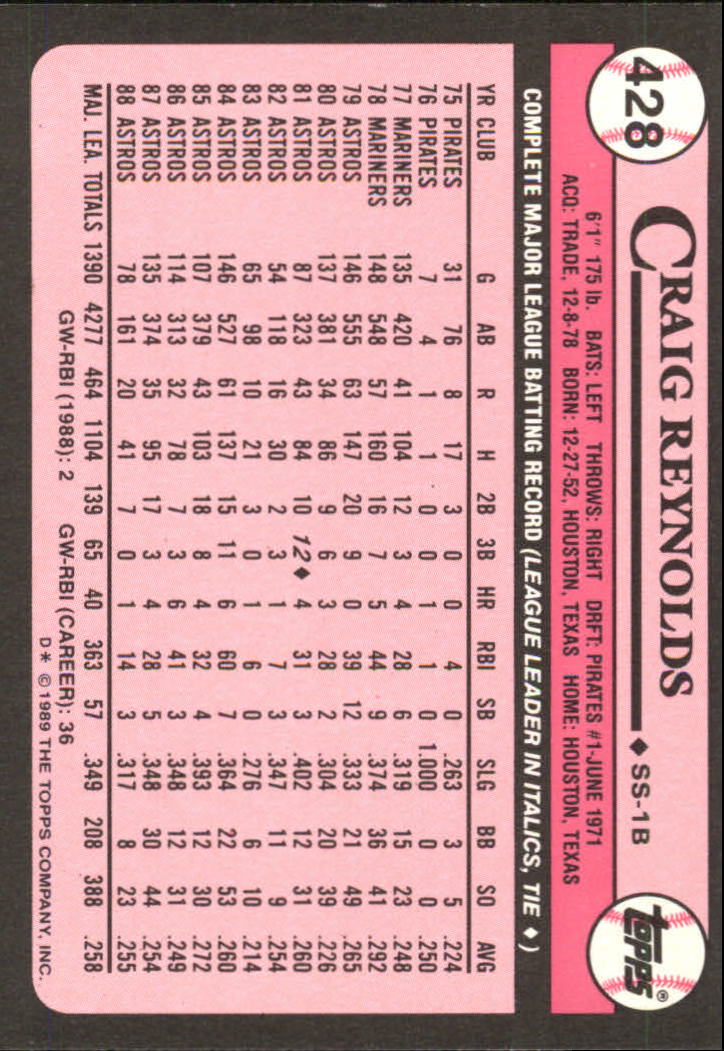 428
CRAIG REYNOLDS ♦ SS-1B
TOPPS®
6'1" 175 lb. BATS: LEFT THROWS: RIGHT DRFT: PIRATES #1-JUNE 1971
ACQ: TRADE, 12-8-78 BORN: 12-27-52, HOUSTON, TEXAS HOME: HOUSTON, TEXAS
COMPLETE MAJOR LEAGUE BATTING RECORD (LEAGUE LEADER IN ITALICS, TIE ♦)
YR CLUB G AB R H 2B 3B HR RBI SB SLG BB SO AVG
75 PIRATES 31 76 8 17 3 0 0 4 0 .263 3 5 .224
76 PIRATES 7 4 1 1 0 0 1 1 0 1.000 0 0 .250
77 MARINERS 135 420 41 104 12 3 4 28 6 .319 15 23 .248
78 MARINERS 148 548 57 160 16 7 5 44 9 .374 36 41 .292
79 ASTROS 146 555 63 147 20 9 0 39 12 .333 21 49 .265
80 ASTROS 137 381 34 86 9 6 3 28 2 .304 20 39 .226
81 ASTROS 87 323 43 84 10 12♦ 4 31 3 .402 12 31 .260
82 ASTROS 54 118 16 30 2 3 1 7 3 .347 11 9 .254
83 ASTROS 65 98 10 21 3 0 1 6 0 .276 6 10 .214
84 ASTROS 146 527 61 137 15 11 6 60 7 .364 22 53 .260
85 ASTROS 107 379 43 103 18 8 4 32 4 .393 12 30 .272
86 ASTROS 114 313 32 78 7 3 6 41 3 .348 12 31 .249
87 ASTROS 135 374 35 95 17 3 4 28 5 .348 30 44 .254
88 ASTROS 78 161 20 41 7 0 1 14 3 .317 8 23 .255
MAJ. LEA. TOTALS 1390 4277 464 1104 139 65 40 363 57 .349 208 388 .258
GW-RBI (1988): 2 GW-RBI (CAREER): 36
D* ©1989 THE TOPPS COMPANY, INC.